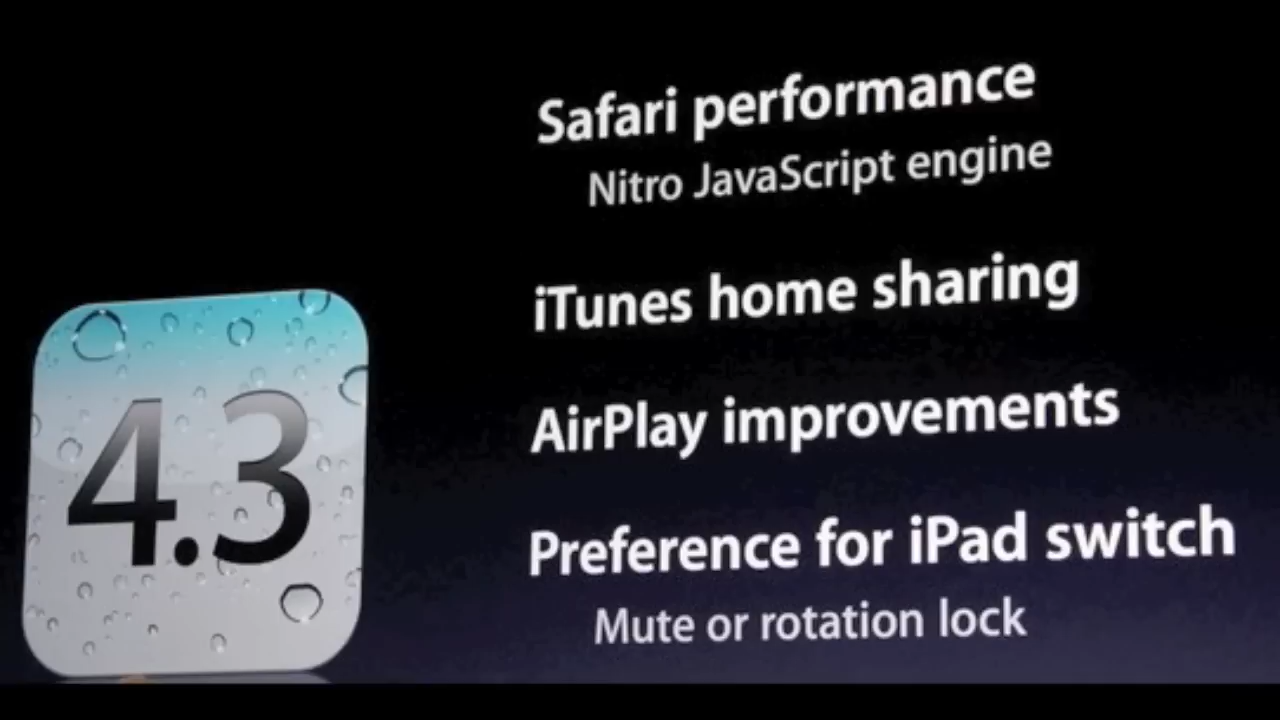 Safari performance
Nitro JavaScript engine
iTunes home sharing
AirPlay improvements
Preference for iPad switch
Mute or rotation lock
4.3